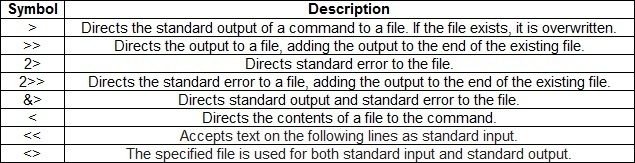 Symbol Description
> Directs the standard output of a command to a file. If the file exists, it is overwritten.
>> Directs the output to a file, adding the output to the end of the existing file.
2> Directs standard error to the file.
2>> Directs the standard error to a file, adding the output to the end of the existing file.
&> Directs standard output and standard error to the file.
< Directs the contents of a file to the command.
<< Accepts text on the following lines as standard input.
<> The specified file is used for both standard input and standard output.